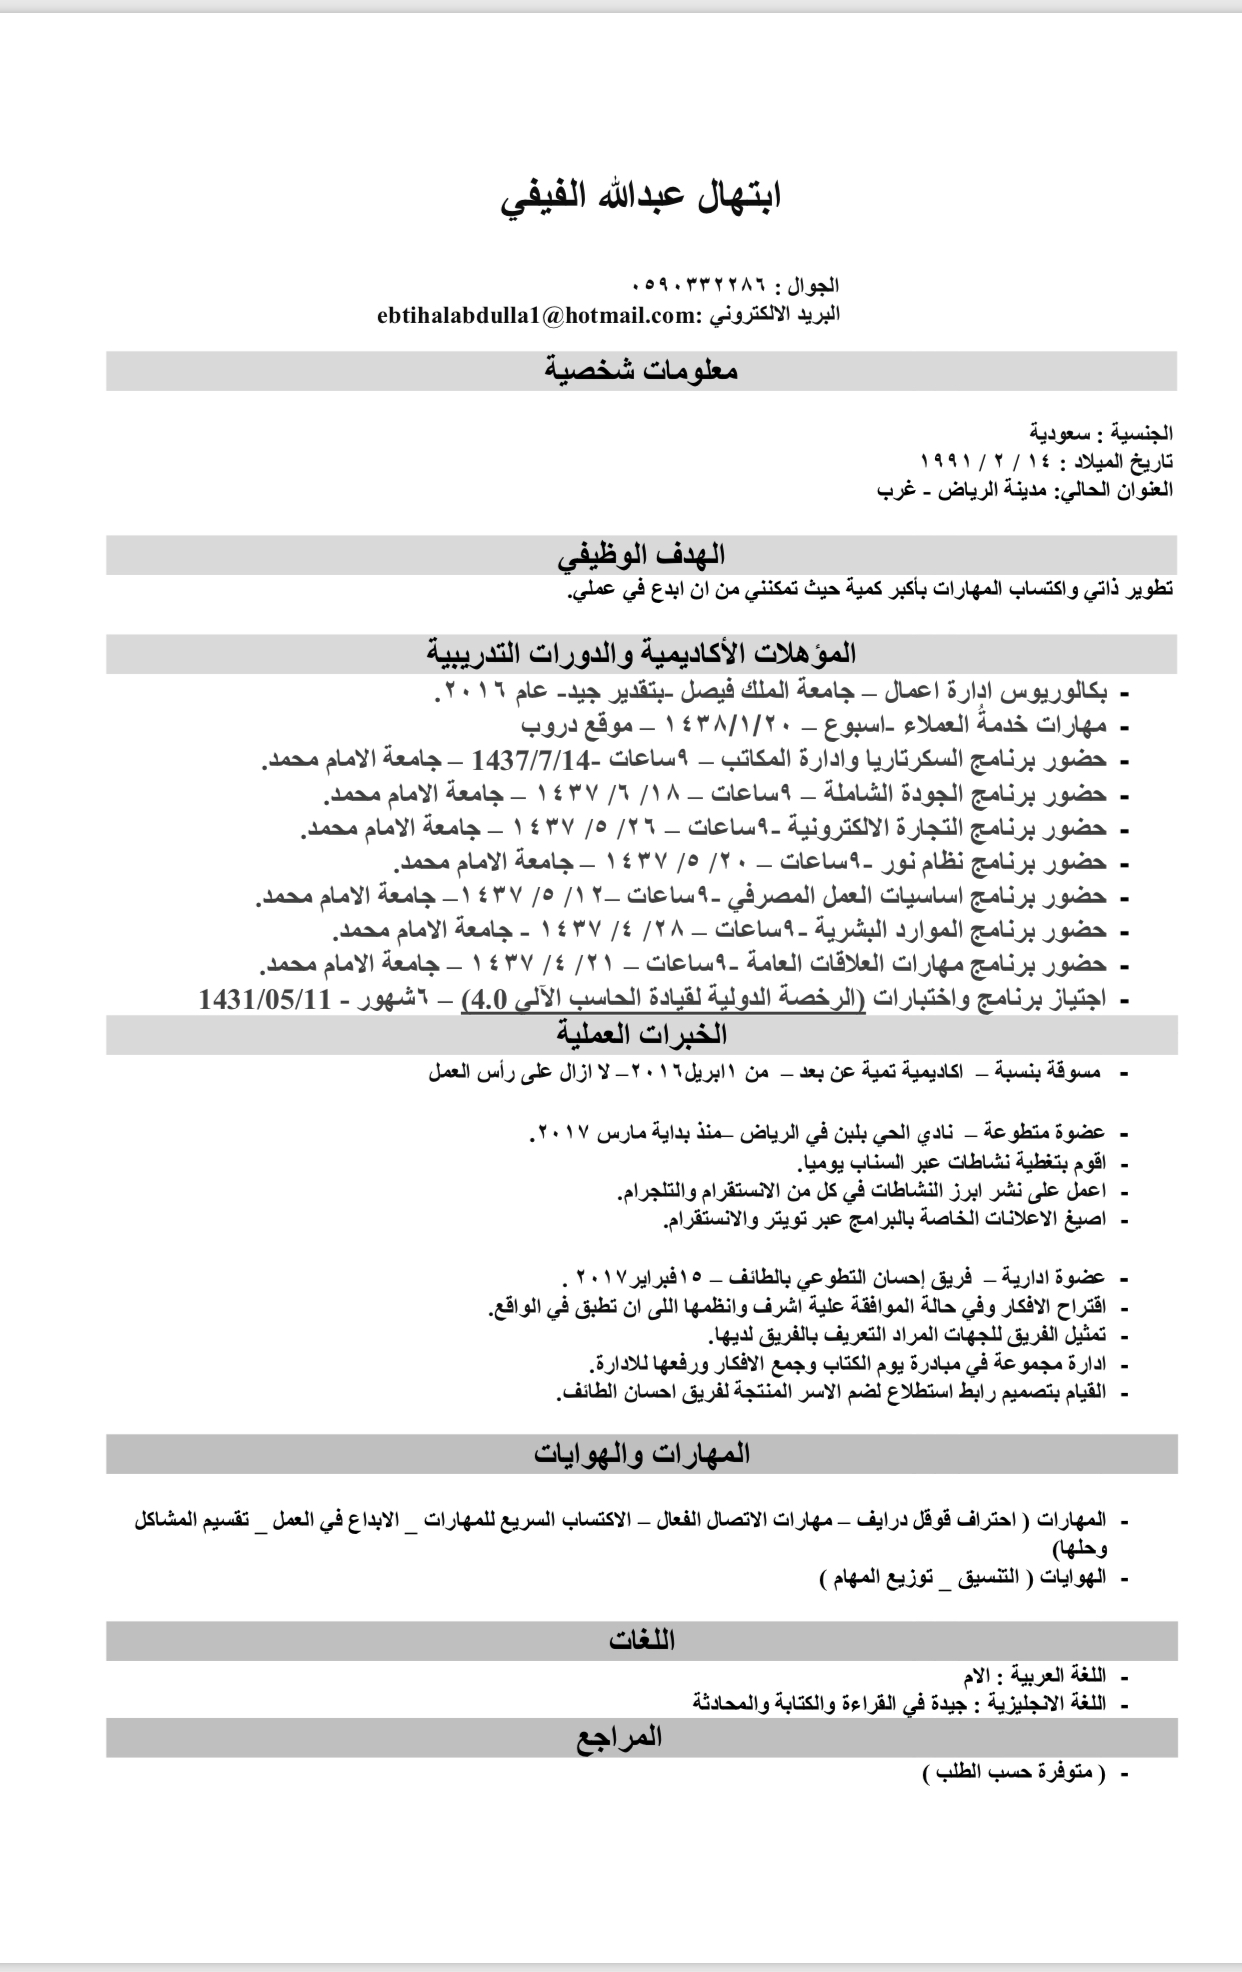 ابتهال عبدالله الفيفي
الجوال : ٠٥٩٠٣٣٢٢٨٦
البريد الالكتروني :ebtihalabdulla1@hotmail.com
معلومات شخصية
الجنسية : سعودية
تاريخ الميلاد : ١٤ / ٢ / ١٩٩١
العنوان الحالي: مدينة الرياض - غرب
الهدف الوظيفي
تطوير ذاتي واكتساب المهارات بأكبر كمية حيث تمكنني من ان ابدع في عملي.
المؤهلات الأكاديمية والدورات التدريبية
- بكالوريوس ادارة اعمال – جامعة الملك فيصل -بتقدير جيد- عام ٢٠١٦.
- مهارات خدمةُ العملاء -اسبوع – ١٤٣٨/١/٢٠ – موقع دروب
- حضور برنامج السكرتاريا وادارة المكاتب – ٩ساعات -1437/7/14 – جامعة الامام محمد.
- حضور برنامج الجودة الشاملة – ٩ساعات – ١٨/ ٦/ ١٤٣٧ – جامعة الامام محمد.
- حضور برنامج التجارة الالكترونية -٩ساعات – ٢٦/ ٥/ ١٤٣٧ – جامعة الامام محمد.
- حضور برنامج نظام نور -٩ساعات – ٢٠/ ٥/ ١٤٣٧ – جامعة الامام محمد.
- حضور برنامج اساسيات العمل المصرفي -٩ساعات –١٢/ ٥/ ١٤٣٧– جامعة الامام محمد.
- حضور برنامج الموارد البشرية -٩ساعات – ٢٨/ ٤/ ١٤٣٧ - جامعة الامام محمد.
- حضور برنامج مهارات العلاقات العامة -٩ساعات – ٢١/ ٤/ ١٤٣٧ – جامعة الامام محمد.
- اجتياز برنامج واختبارات (الرخصة الدولية لقيادة الحاسب الآلي 4.0) – ٦شهور - 1431/05/11
الخبرات العملية
- مسوقة بنسبة – اكاديمية تمية عن بعد – من ١ابريل٢٠١٦– لا ازال على رأس العمل
- عضوة متطوعة – نادي الحي بلبن في الرياض –منذ بداية مارس ٢٠١٧.
- اقوم بتغطية نشاطات عبر السناب يوميا.
- اعمل على نشر ابرز النشاطات في كل من الانستقرام والتلجرام.
- اصيغ الاعلانات الخاصة بالبرامج عبر تويتر والانستقرام.
- عضوة ادارية – فريق إحسان التطوعي بالطائف – ١٥فبراير٢٠١٧ .
- اقتراح الافكار وفي حالة الموافقة علية اشرف وانظمها اللى ان تطبق في الواقع.
- تمثيل الفريق للجهات المراد التعريف بالفريق لديها.
- ادارة مجموعة في مبادرة يوم الكتاب وجمع الافكار ورفعها للادارة.
- القيام بتصميم رابط استطلاع لضم الاسر المنتجة لفريق احسان الطائف.
المهارات والهوايات
- المهارات ( احتراف قوقل درايف – مهارات الاتصال الفعال – الاكتساب السريع للمهارات _ الابداع في العمل _ تقسيم المشاكل
وحلها)
- الهوايات ( التنسيق _ توزيع المهام )
اللغات
- اللغة العربية : الام
- اللغة الانجليزية : جيدة في القراءة والكتابة والمحادثة
المراجع
- ( متوفرة حسب الطلب )